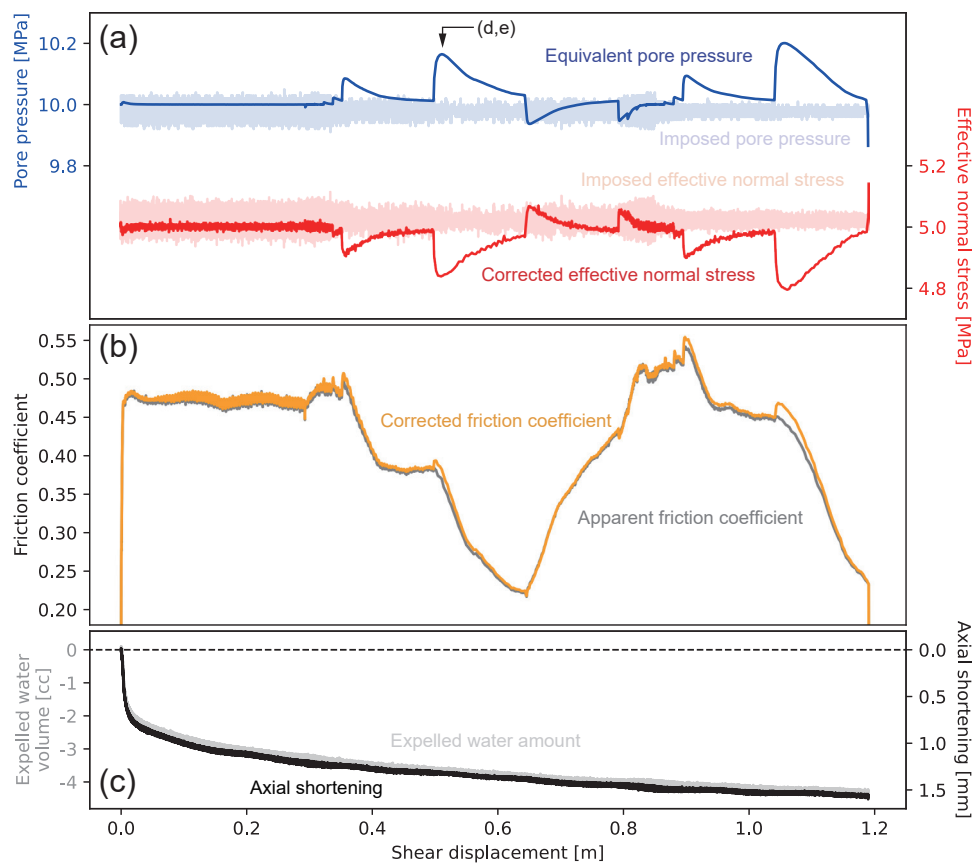 (a)
(d,e)
Pore pressure [MPa]
10.2
10.0
9.8
Equivalent pore pressure
Imposed pore pressure
Imposed effective normal stress
Corrected effective normal stress
5.2
5.0
4.8
Effective normal
stress [MPa]
(b)
Friction coefficient
0.55
0.50
0.45
0.40
0.35
0.30
0.25
0.20
Corrected friction coefficient
Apparent friction coefficient
(c)
Expelled water
volume [cc]
0
-1
-2
-3
-4
Expelled water amount
Axial shortening
0.0
0.5
1.0
1.5
Axial shortening [mm]
0.0 0.2 0.4 0.6 0.8 1.0 1.2
Shear displacement [m]